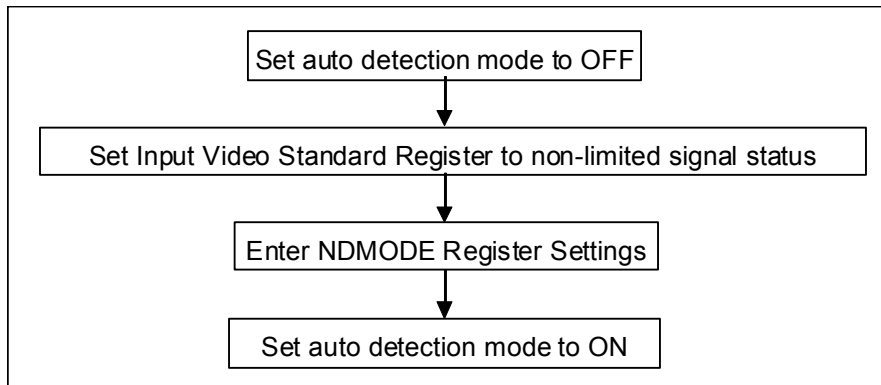 Set auto detection mode to OFF
Set Input Video Standard Register to non-limited signal status
Enter NDMODE Register Settings
Set auto detection mode to ON